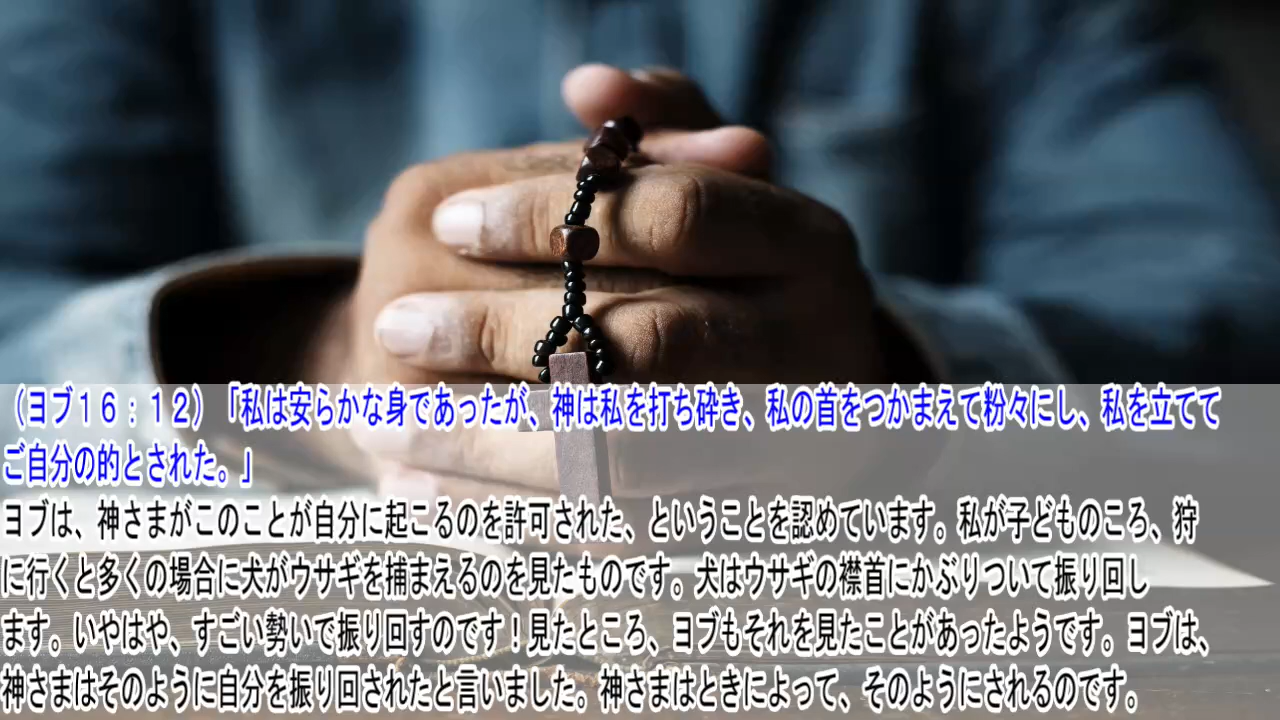 （ヨブ１６：１２）「私は安らかな身であったが、神は私を打ち砕き、私の首をつかまえて粉々にし、私を立てて
ご自分の的とされた。」
ヨブは、神さまがこのことが自分に起こるのを許可された、ということを認めています。私が子どものころ、狩
に行くと多くの場合に犬がウサギを捕まえるのを見たものです。犬はウサギの襟首にかぶりついて振り回し
ます。いやはや、すごい勢いで振り回すのです！見たところ、ヨブもそれを見たことがあったようです。ヨブは、
神さまはそのように自分を振り回されたと言いました。神さまはときによって、そのようにされるのです。